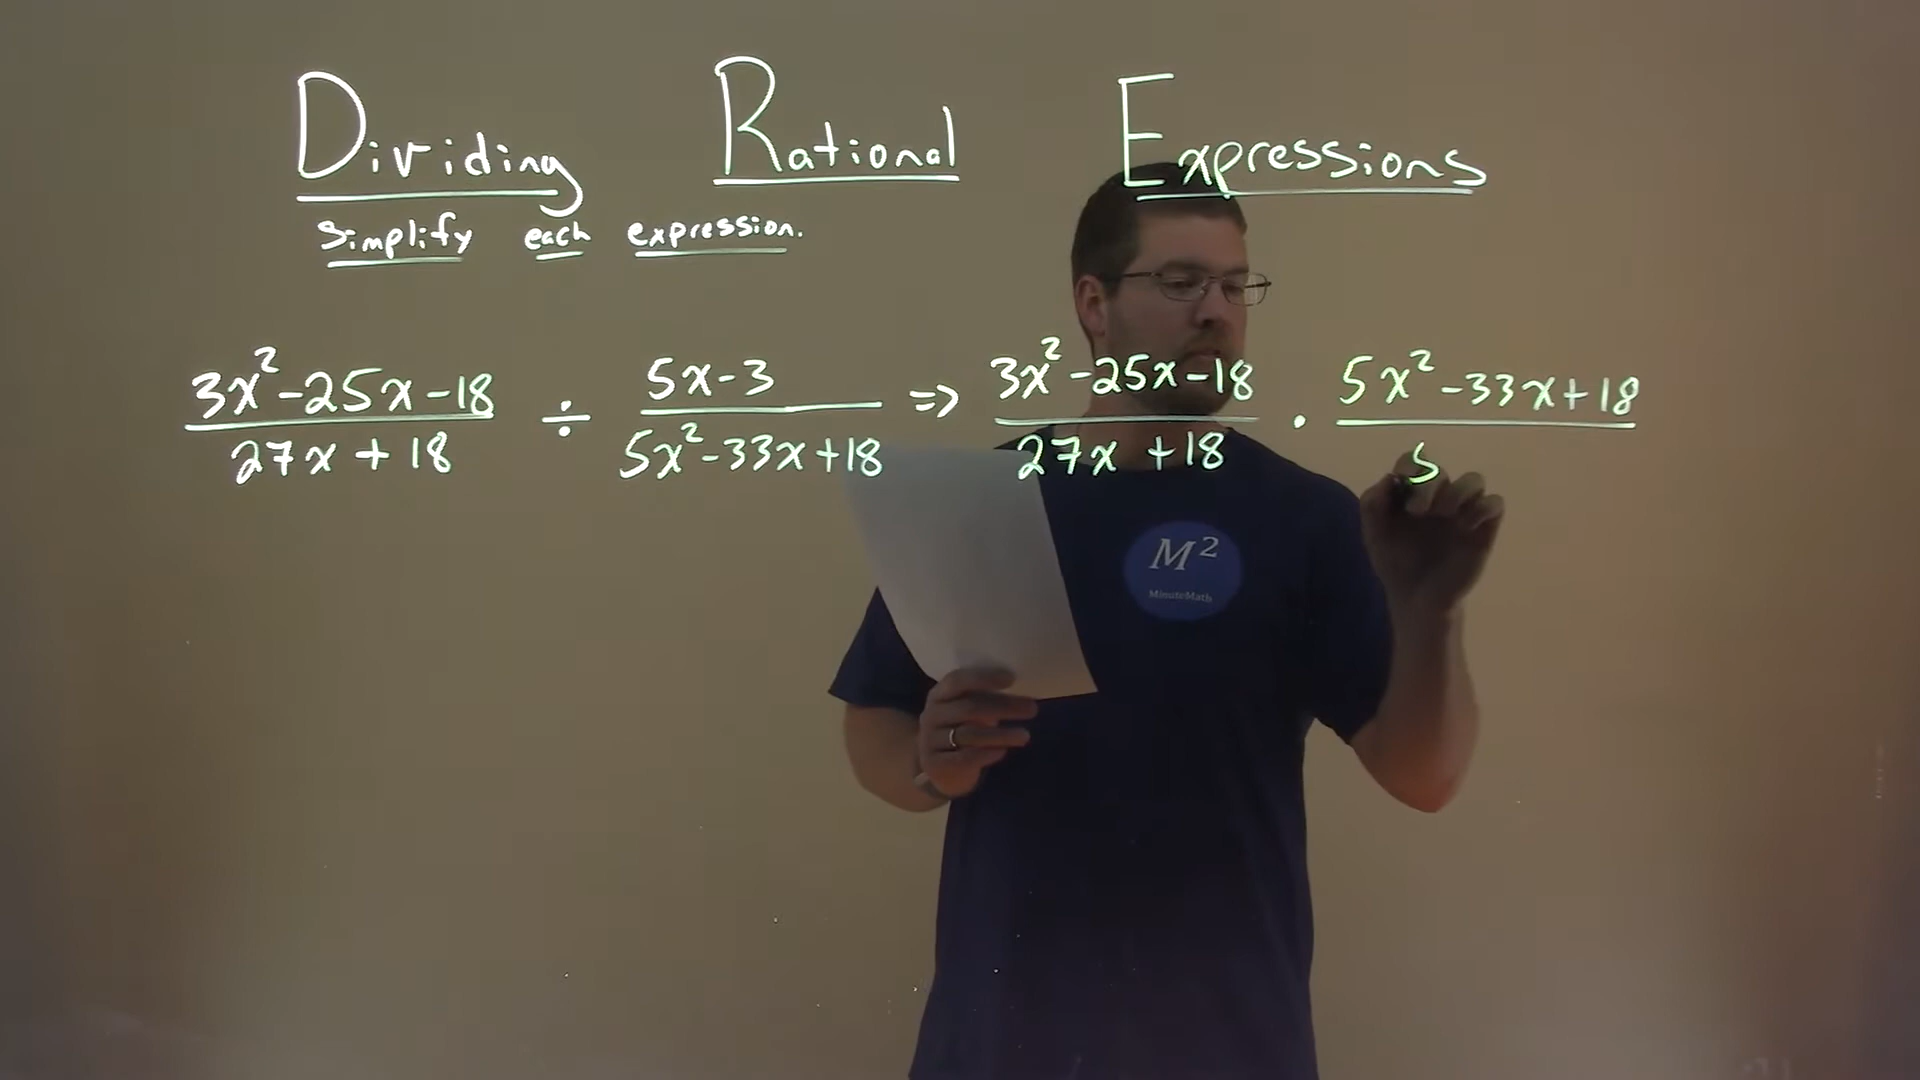 Dividing Rational Expressions
Simplify each expression.
3x²-25x-18 / 27x+18 ÷ 5x-3 / 5x²-33x+18 => 3x²-25x-18 / 27x+18 · 5x²-33x+18 / 5
M²
MinuteMath